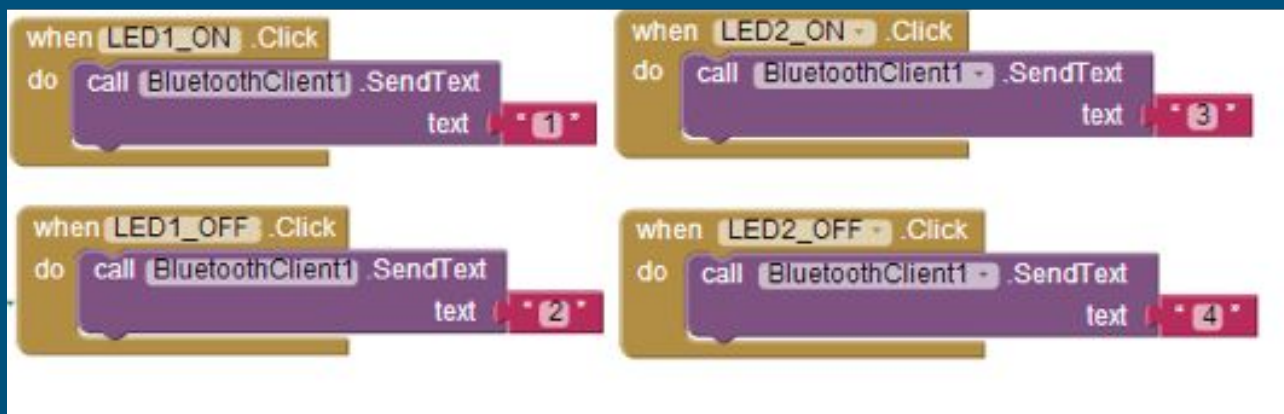 when LED1_ON .Click
do call BluetoothClient1 .SendText
text "1"
when LED2_ON .Click
do call BluetoothClient1 .SendText
text "3"
when LED1_OFF .Click
do call BluetoothClient1 .SendText
text "2"
when LED2_OFF .Click
do call BluetoothClient1 .SendText
text "4"